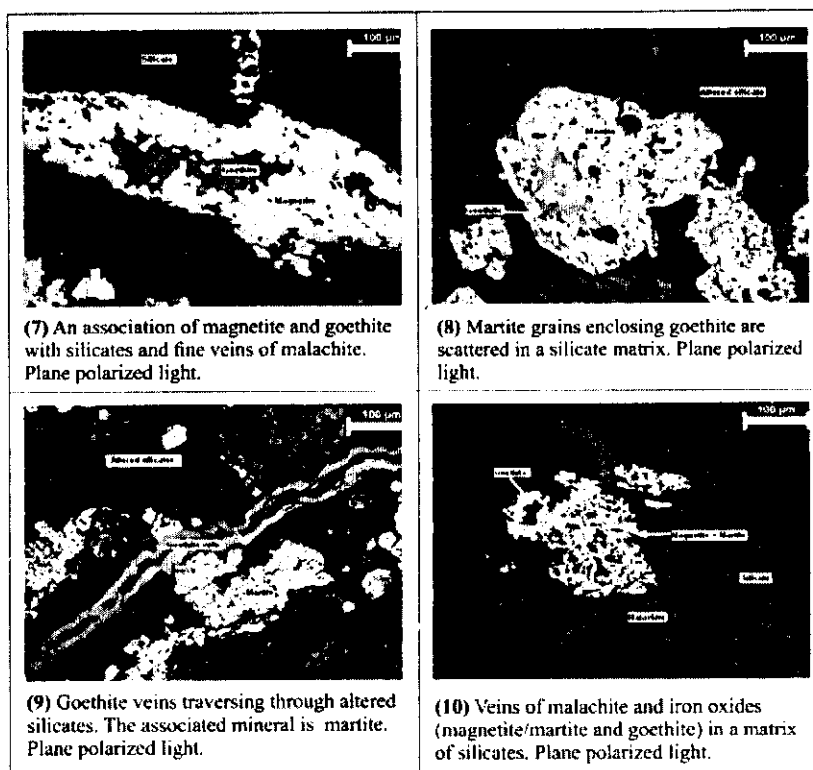 100 µm
Silicate
Goethite
Magnetite
(7) An association of magnetite and goethite
with silicates and fine veins of malachite.
Plane polarized light.
100 µm
Altered silicate
Martite
Goethite
(8) Martite grains enclosing goethite are
scattered in a silicate matrix. Plane polarized
light.
100 µm
Altered silicates
Martite
(9) Goethite veins traversing through altered
silicates. The associated mineral is martite.
Plane polarized light.
100 µm
Goethite
Magnetite - Martite
Silicate
Malachite
(10) Veins of malachite and iron oxides
(magnetite/martite and goethite) in a matrix
of silicates. Plane polarized light.